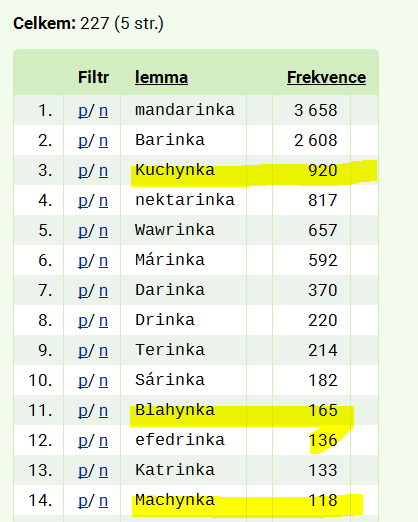 Celkem: 227 (5 str.)
Filtr lemma Frekvence
1. p/ n mandarinka 3 658
2. p/ n Barinka 2 608
3. p/ n Kuchynka 920
4. p/ n nektarinka 817
5. p/ n Wawrinka 657
6. p/ n Márinka 592
7. p/ n Darinka 370
8. p/ n Drinka 220
9. p/ n Terinka 214
10. p/ n Sárinka 182
11. p/ n Blahynka 165
12. p/ n efedrinka 136
13. p/ n Katrinka 133
14. p/ n Machynka 118